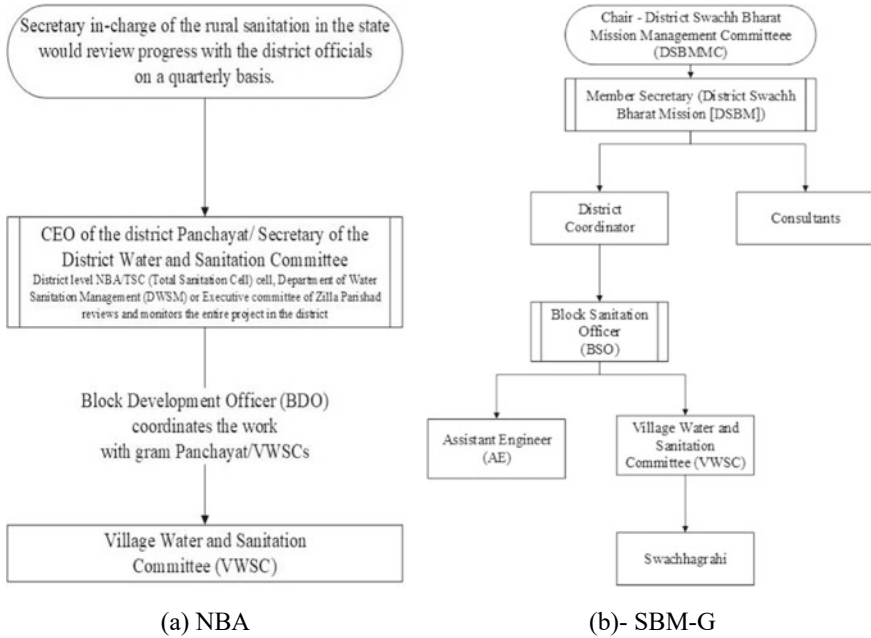 Secretary in-charge of the rural sanitation in the state
would review progress with the district officials
on a quarterly basis.
CEO of the district Panchayat/ Secretary of the
District Water and Sanitation Committee
District level NBA/TSC (Total Sanitation Cell) cell, Department of Water
Sanitation Management (DWSM) or Executive committee of Zilla Parishad
reviews and monitors the entire project in the district
Block Development Officer (BDO)
coordinates the work
with gram Panchayat/VWSCs
Village Water and Sanitation
Committee (VWSC)
(a) NBA
Chair - District Swachh Bharat
Mission Management Committeee
(DSBMMC)
Member Secretary (District Swachh
Bharat Mission [DSBM])
District
Coordinator
Consultants
Block Sanitation
Officer
(BSO)
Assistant Engineer
(AE)
Village Water and
Sanitation
Committee (VWSC)
Swachhagrahi
(b)- SBM-G